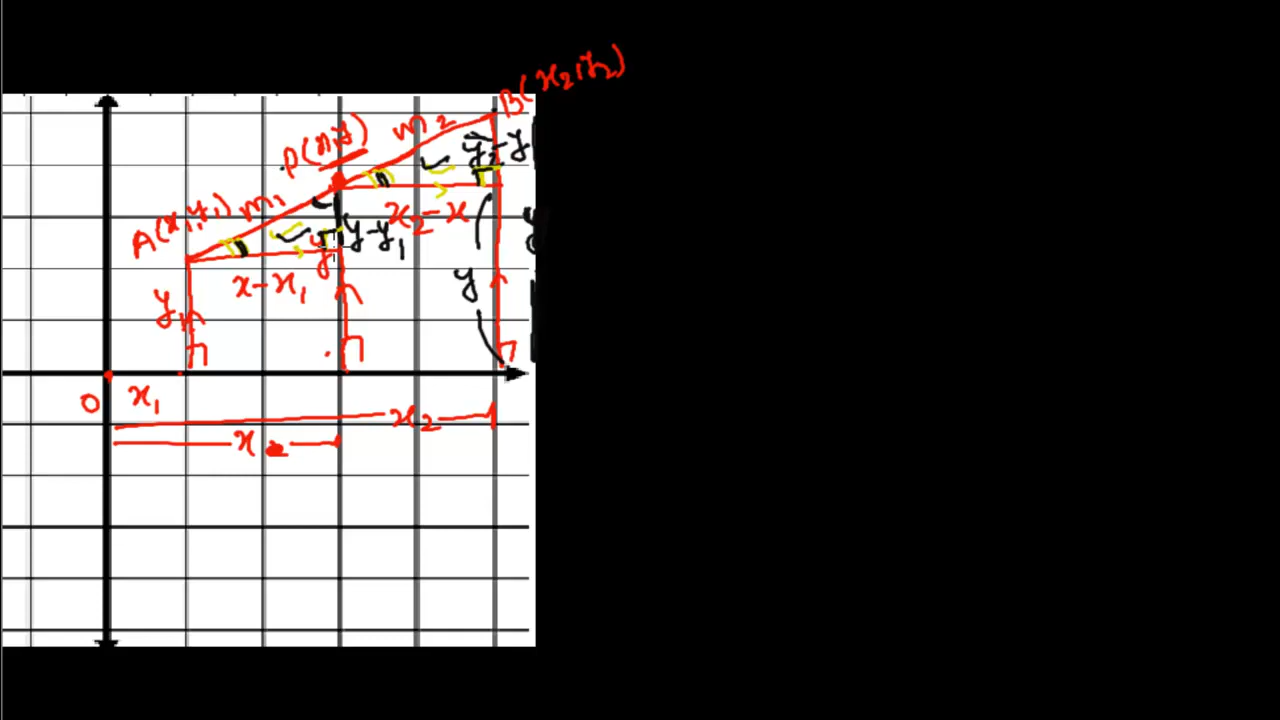 B(x₂,y₂)
P(x,y)
m₂
y₂-y
A(x₁,y₁)
m₁
x₂-x
y
y-y₁
x-x₁
y
y₁
O
x₁
x₂
x